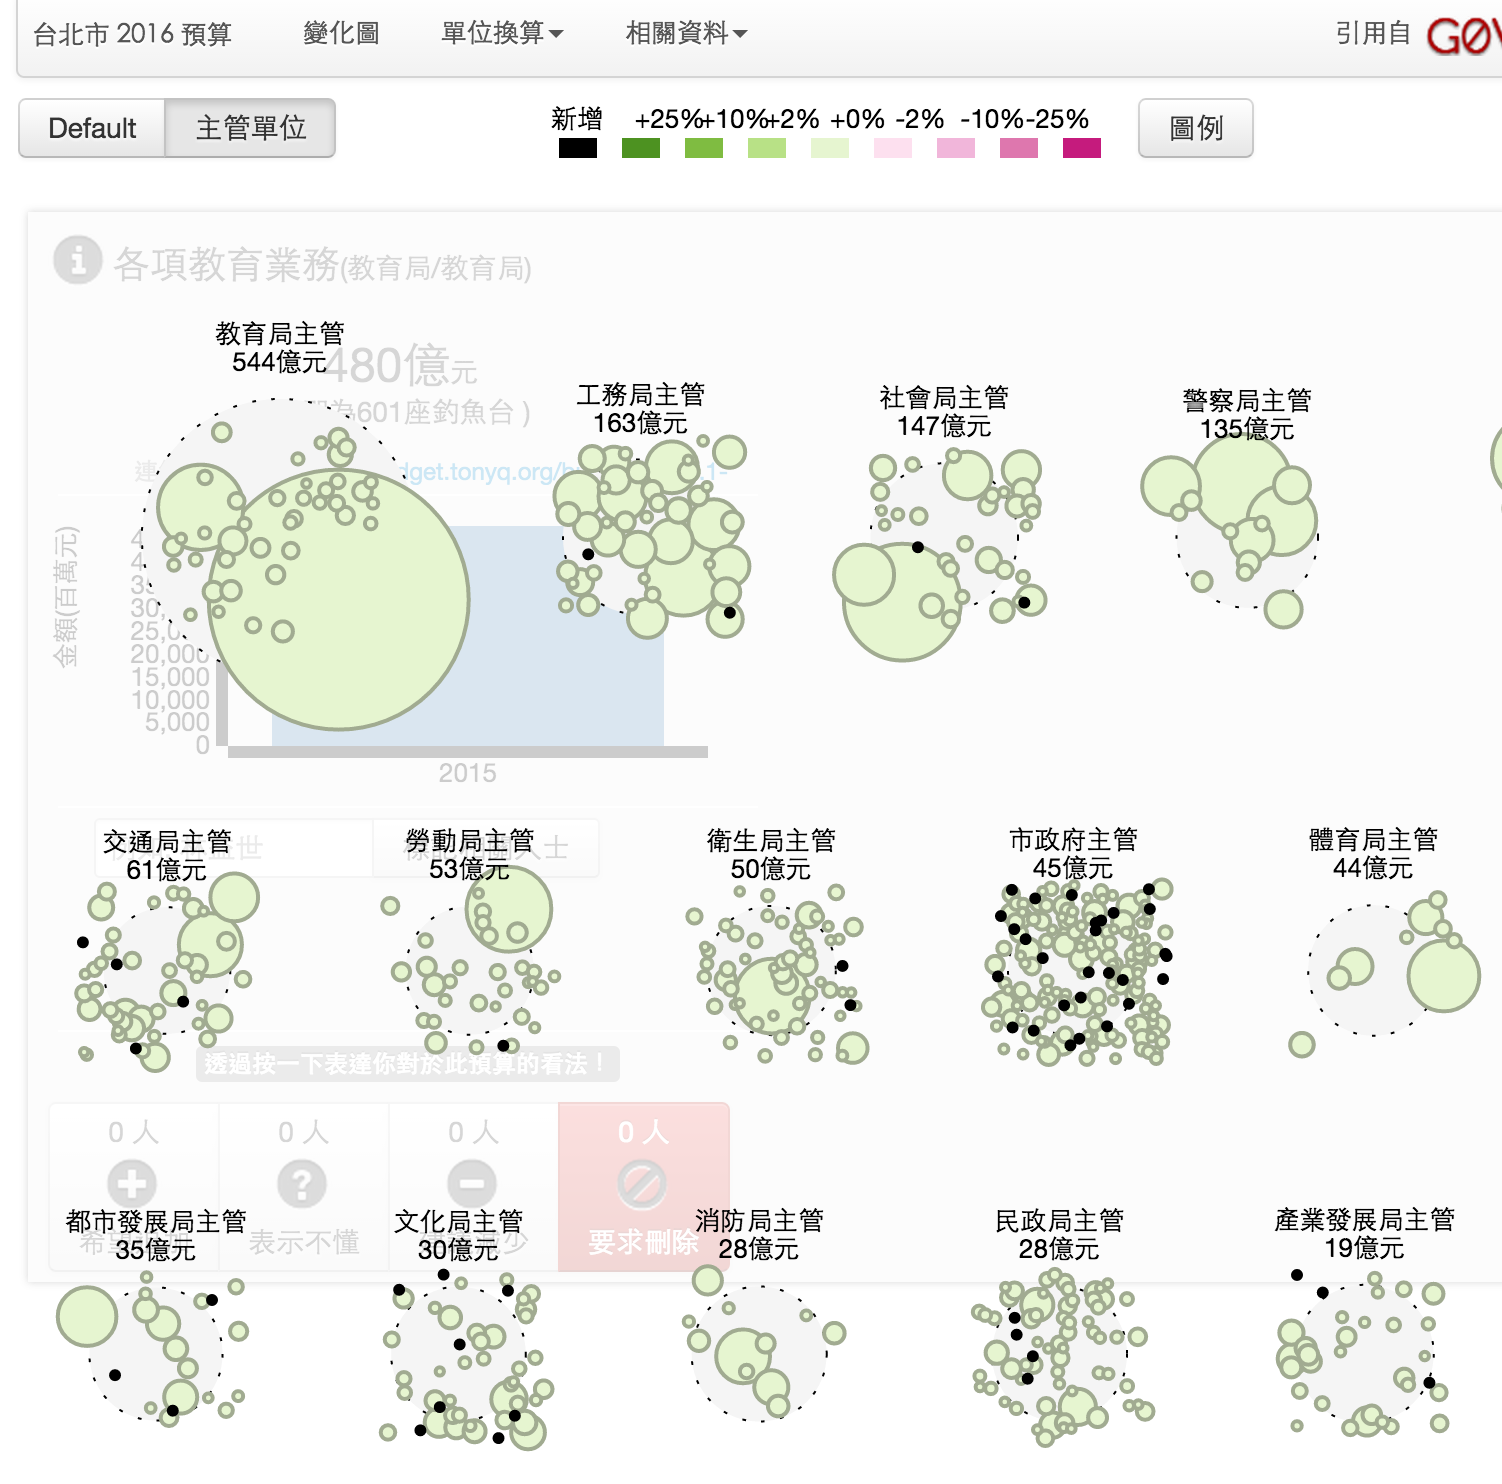 台北市 2016 預算 變化圖 單位換算 相關資料 引用自 G0V
Default 主管單位 新增 +25% +10% +2% +0% -2% -10% -25% 圖例
各項教育業務(教育局/教育局)
教育局主管
544億元
480億元
為601座釣魚台 )
工務局主管
163億元
社會局主管
147億元
警察局主管
135億元
dget.tonyq.org/b
金額(百萬元)
30,000
25,0
20,000
15,000
10,000
5,000
0
2015
交通局主管
61億元
勞動局主管
53億元
衛生局主管
50億元
市政府主管
45億元
體育局主管
44億元
透過按一下表達你對於此預算的看法！
0 人 0 人 0 人 0 人
表示不懂 要求刪除
都市發展局主管
35億元
文化局主管
30億元
消防局主管
28億元
民政局主管
28億元
產業發展局主管
19億元